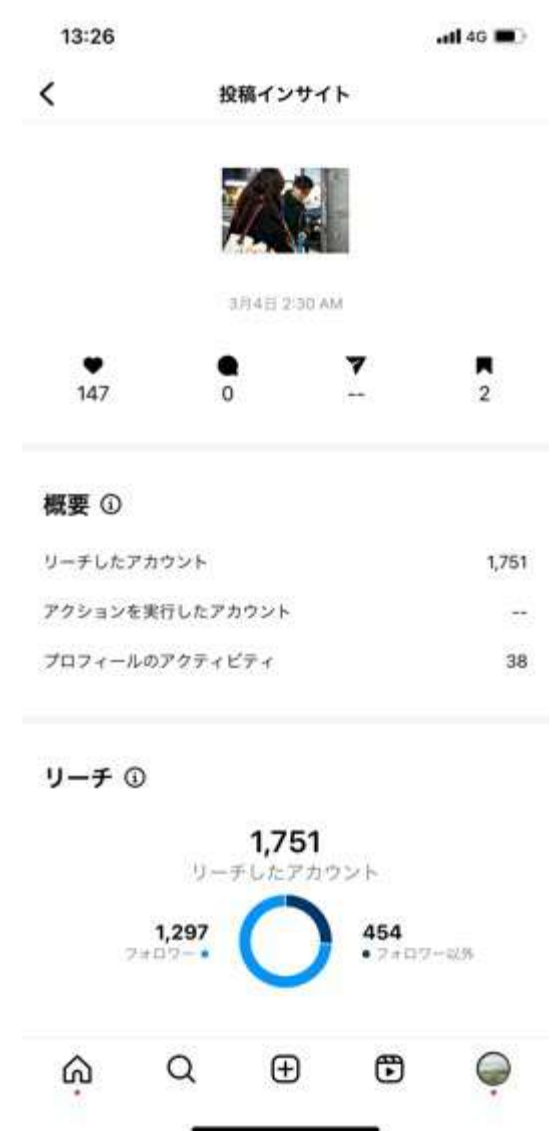 13:26
4G
投稿インサイト
3月4日 2:30 AM
147 0 -- 2
概要
リーチしたアカウント 1,751
アクションを実行したアカウント --
プロフィールのアクティビティ 38
リーチ
1,751
リーチしたアカウント
1,297 454
フォロワー フォロワー以外